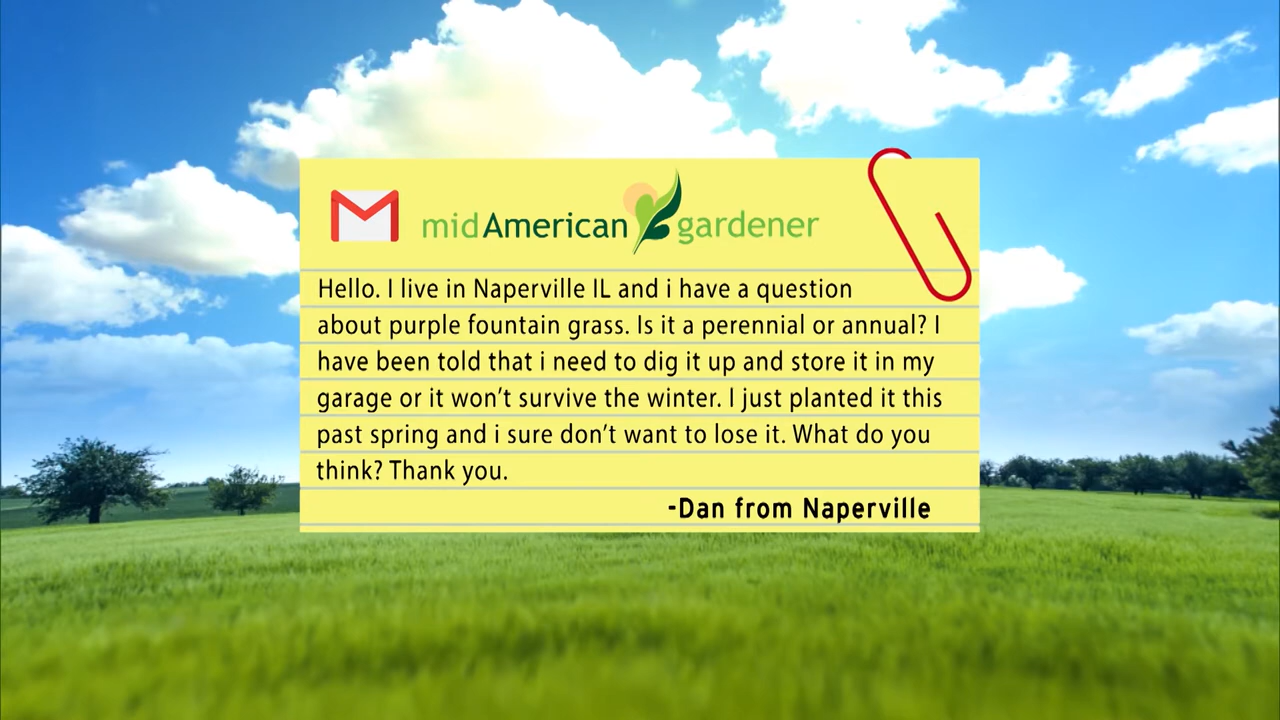 midAmerican gardener
Hello. I live in Naperville IL and i have a question
about purple fountain grass. Is it a perennial or annual? I
have been told that i need to dig it up and store it in my
garage or it won't survive the winter. I just planted it this
past spring and i sure don't want to lose it. What do you
think? Thank you.
-Dan from Naperville